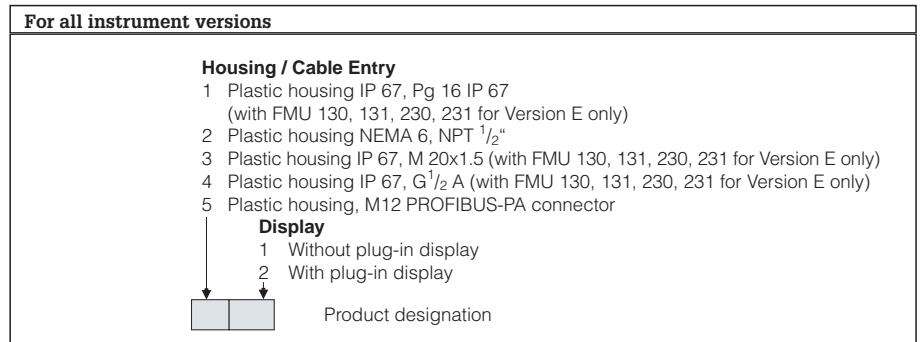 For all instrument versions
Housing / Cable Entry
1 Plastic housing IP 67, Pg 16 IP 67
(with FMU 130, 131, 230, 231 for Version E only)
2 Plastic housing NEMA 6, NPT 1/2“
3 Plastic housing IP 67, M 20x1.5 (with FMU 130, 131, 230, 231 for Version E only)
4 Plastic housing IP 67, G1/2 A (with FMU 130, 131, 230, 231 for Version E only)
5 Plastic housing, M12 PROFIBUS-PA connector
Display
1 Without plug-in display
2 With plug-in display
Product designation